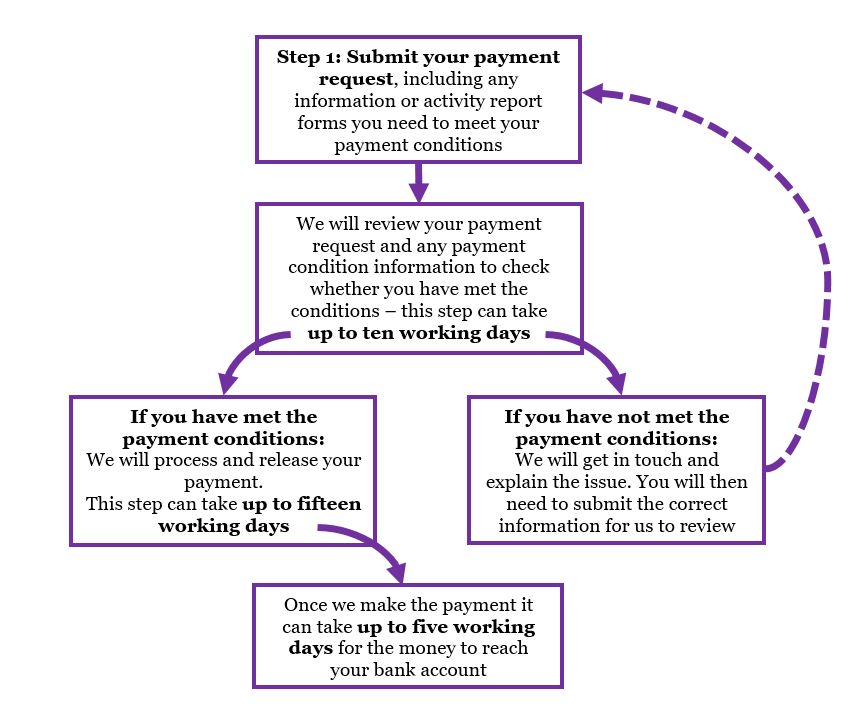 Step 1: Submit your payment
request, including any
information or activity report
forms you need to meet your
payment conditions
We will review your payment
request and any payment
condition information to check
whether you have met the
conditions – this step can take
up to ten working days
If you have met the
payment conditions:
We will process and release your
payment.
This step can take up to fifteen
working days
If you have not met the
payment conditions:
We will get in touch and
explain the issue. You will then
need to submit the correct
information for us to review
Once we make the payment it
can take up to five working
days for the money to reach
your bank account